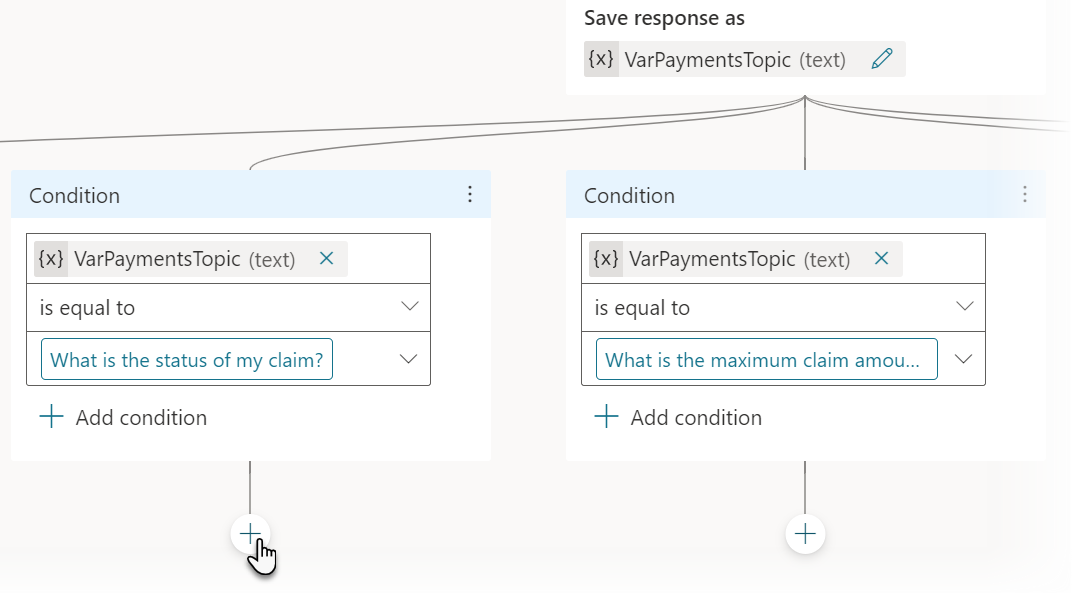 Save response as
{x} VarPaymentsTopic (text)
Condition
{x} VarPaymentsTopic (text)
is equal to
What is the status of my claim?
Add condition
Condition
{x} VarPaymentsTopic (text)
is equal to
What is the maximum claim amou...
Add condition